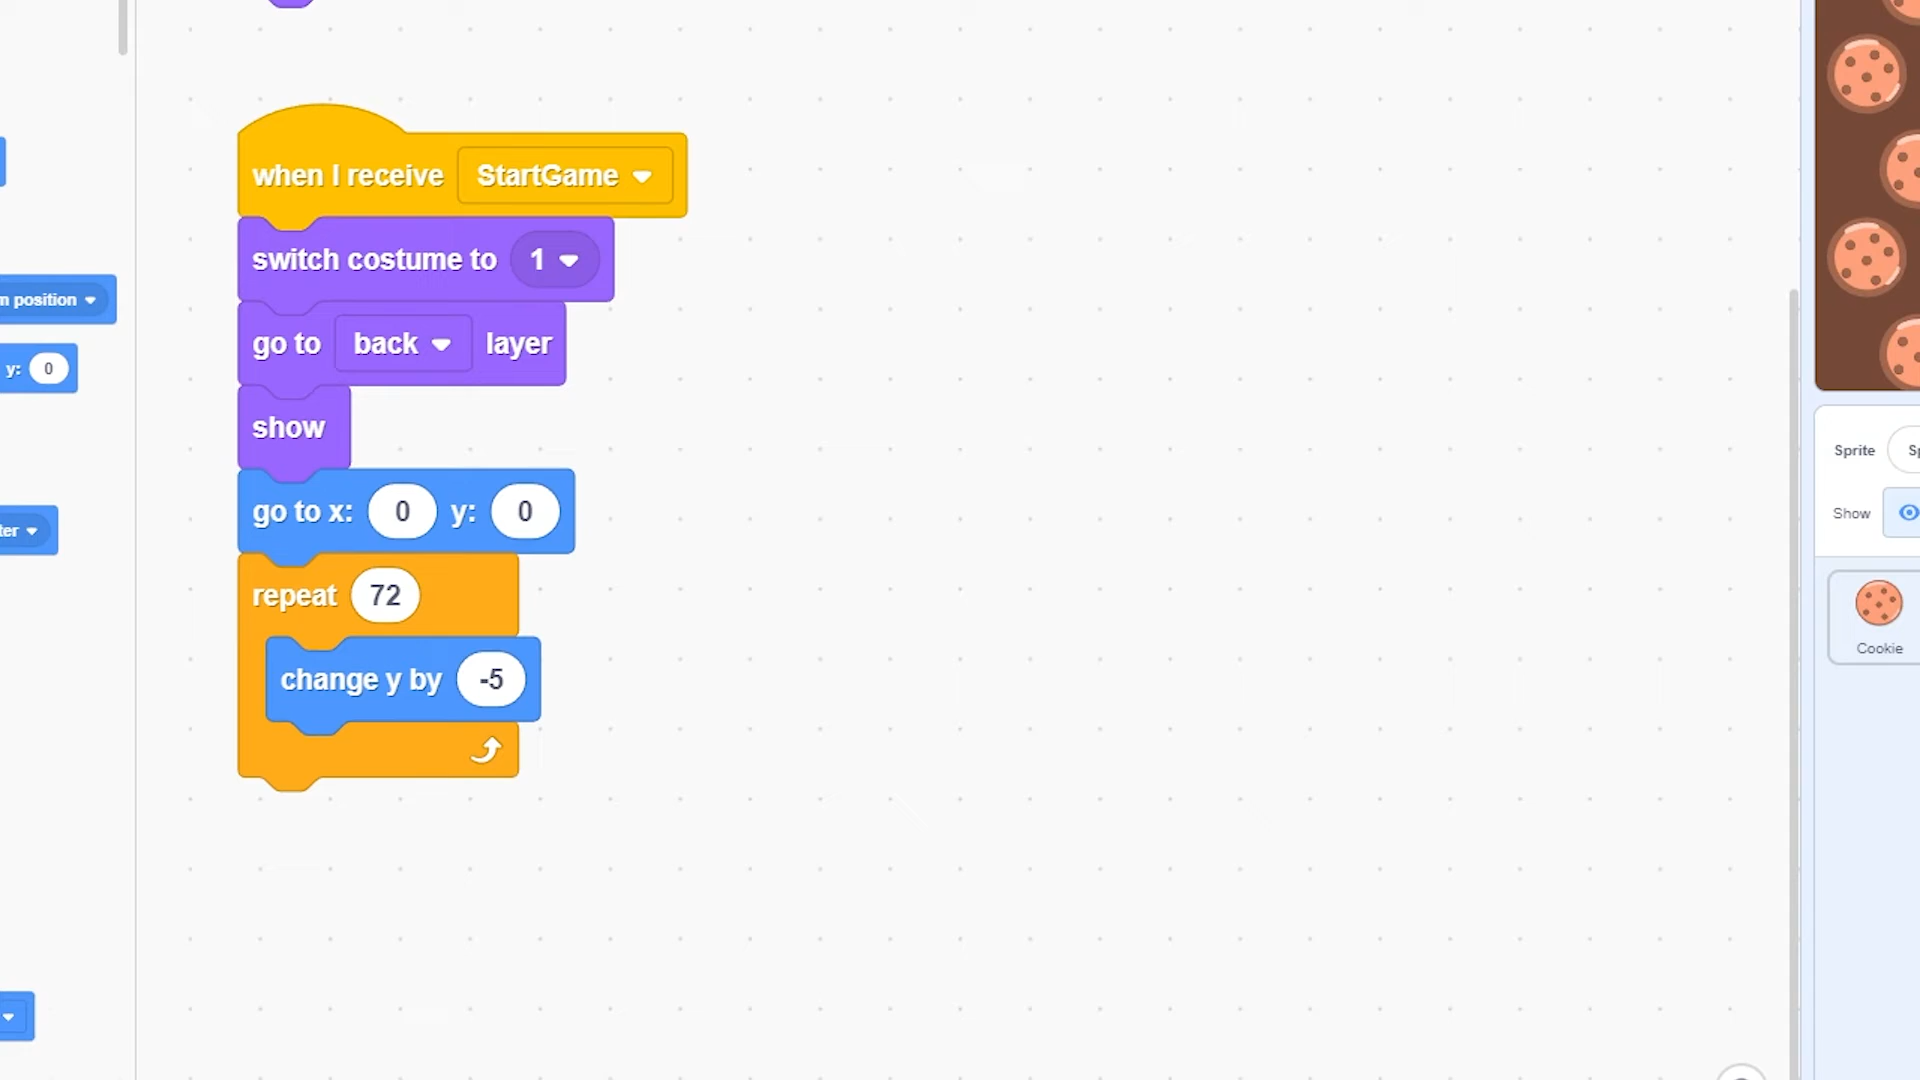 when I receive StartGame
switch costume to 1
go to back layer
show
go to x: 0 y: 0
repeat 72
change y by -5
position
y: 0
Sprite
Show
Cookie